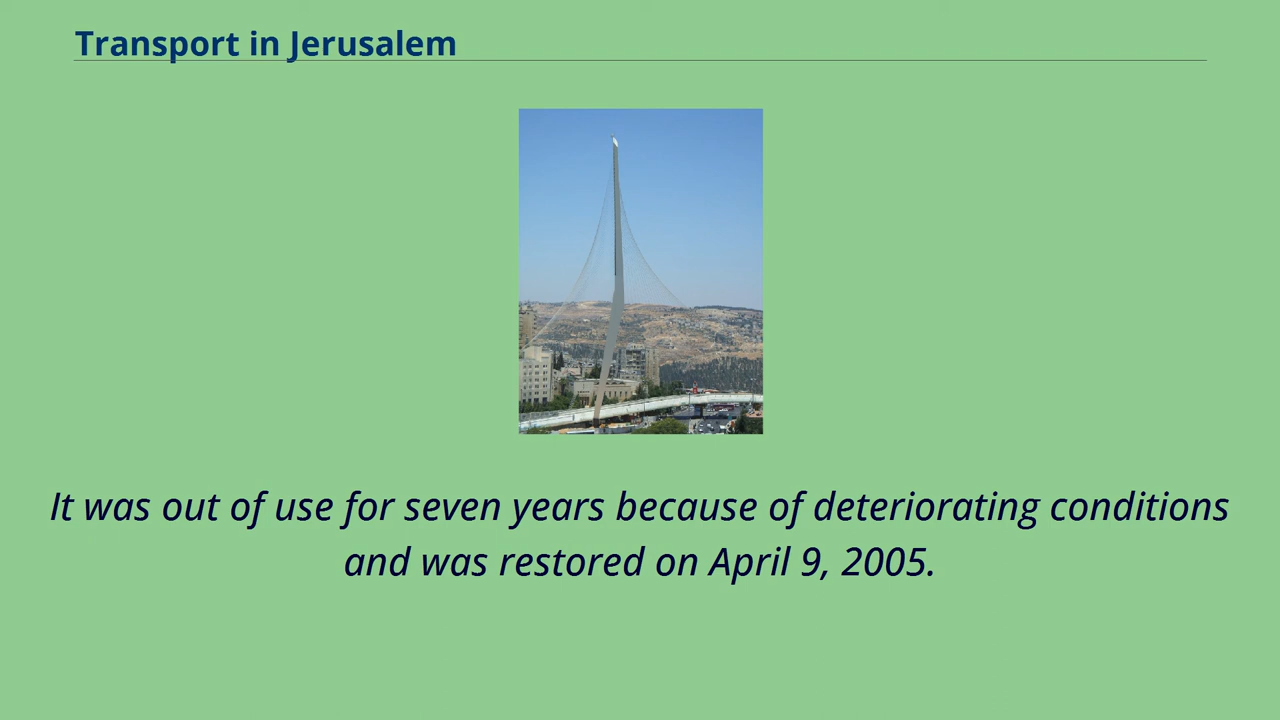 Transport in Jerusalem
It was out of use for seven years because of deteriorating conditions
and was restored on April 9, 2005.